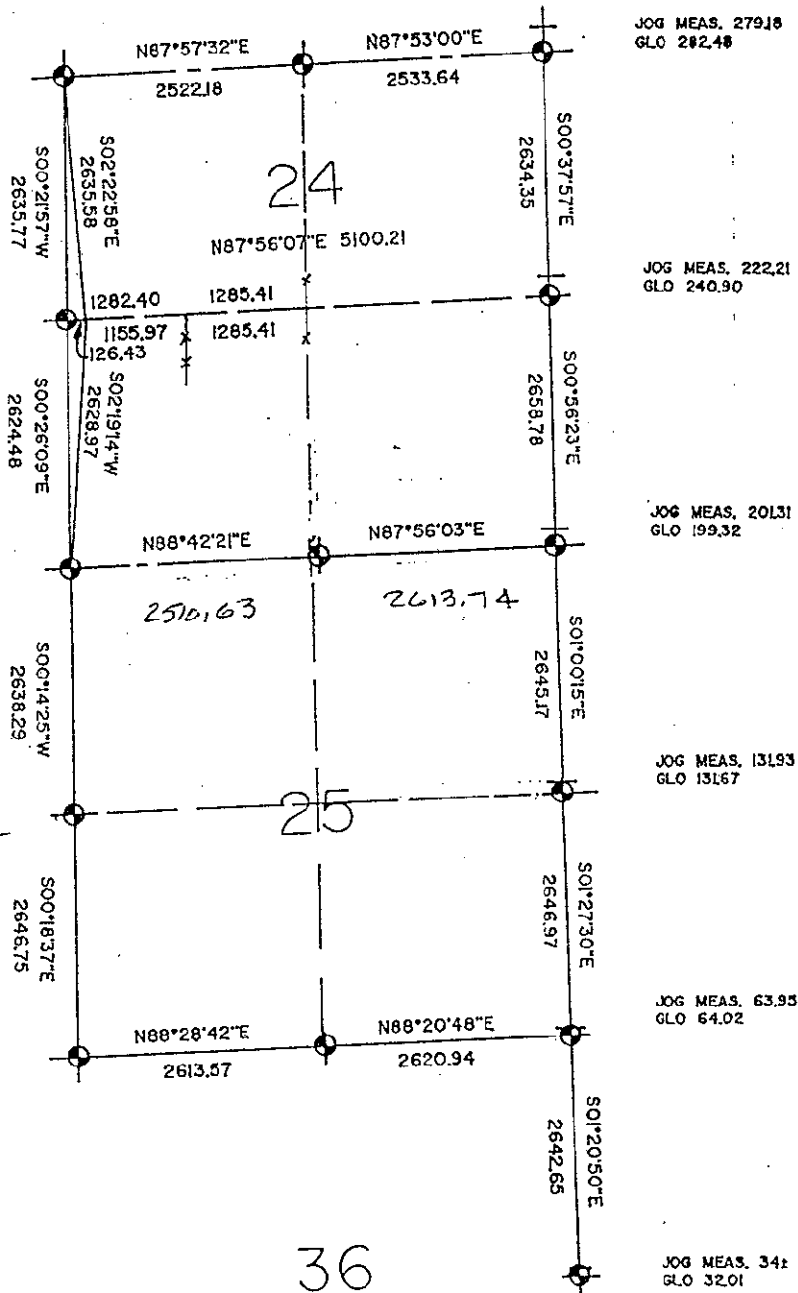 JOG MEAS. 279.18
GLO 282.48
N87°57'32"E
2522.18
N87°53'00"E
2533.64
S00°21'57"W
2635.77
S02°22'58"E
2635.58
24
S00°37'57"E
2634.35
N87°56'07"E 5100.21
JOG MEAS. 222.21
GLO 240.90
1282.40
1285.41
1155.97
1285.41
126.43
S00°26'09"E
2624.48
S02°19'14"W
2628.97
S00°56'23"E
2658.78
JOG MEAS. 201.31
GLO 199.32
N88°42'21"E
N87°56'03"E
2613.74
S00°14'25"W
2638.29
S01°00'15"E
2645.17
JOG MEAS. 131.93
GLO 131.67
25
S00°18'37"E
2646.75
S01°27'30"E
2646.97
JOG MEAS. 63.95
GLO 64.02
N88°28'42"E
2613.57
N88°20'48"E
2620.94
S01°20'50"E
2642.65
36
JOG MEAS. 34±
GLO 32.01